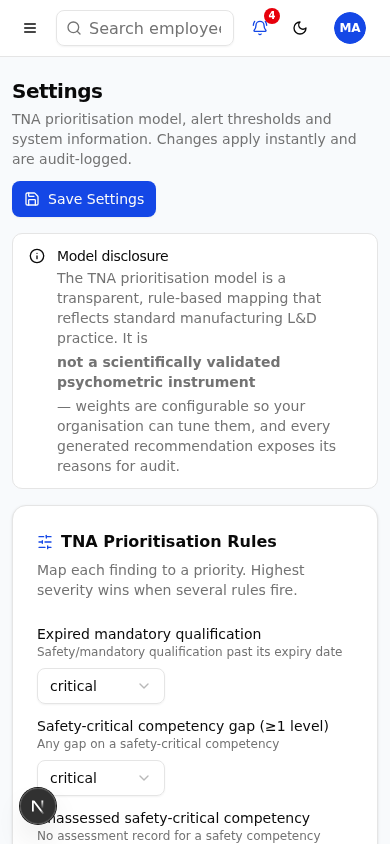 Search employee
4
MA
Settings
TNA prioritisation model, alert thresholds and
system information. Changes apply instantly and
are audit-logged.
Save Settings
Model disclosure
The TNA prioritisation model is a
transparent, rule-based mapping that
reflects standard manufacturing L&D
practice. It is
not a scientifically validated
psychometric instrument
— weights are configurable so your
organisation can tune them, and every
generated recommendation exposes its
reasons for audit.
TNA Prioritisation Rules
Map each finding to a priority. Highest
severity wins when several rules fire.
Expired mandatory qualification
Safety/mandatory qualification past its expiry date
critical
Safety-critical competency gap (≥1 level)
Any gap on a safety-critical competency
critical
N
Unassessed safety-critical competency
No assessment record for a safety competency